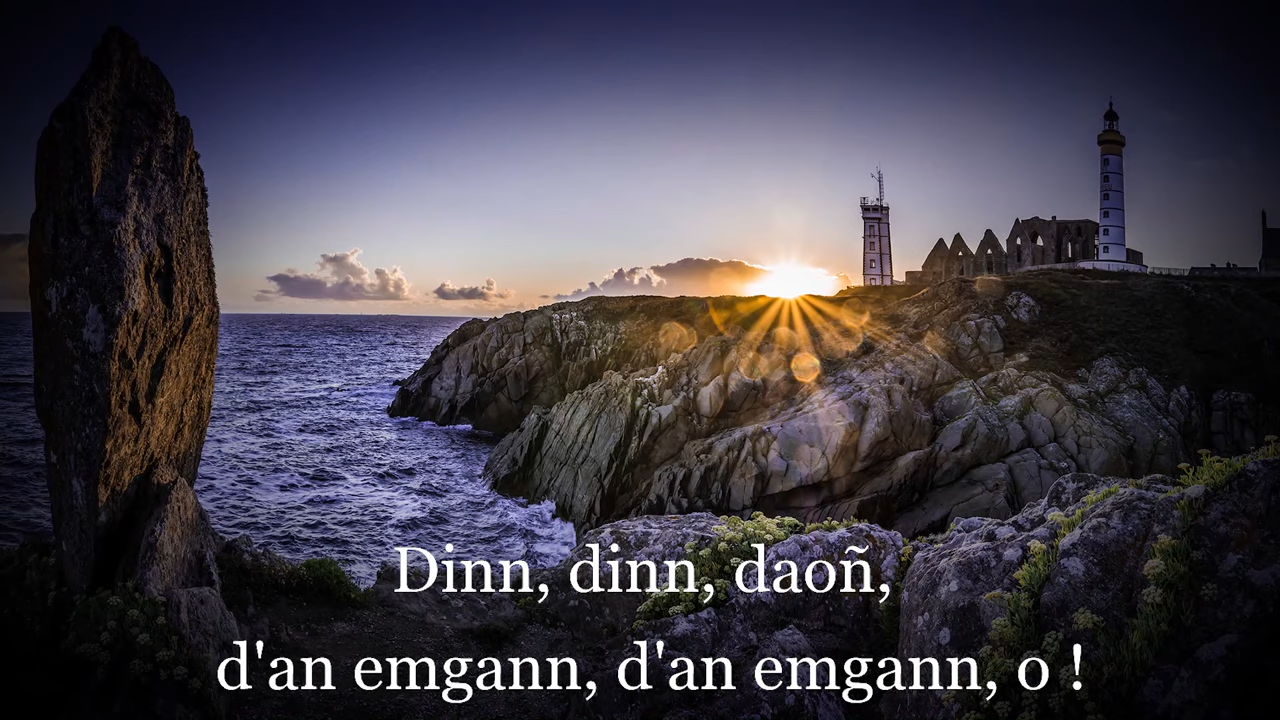 Dinn, dinn, daoñ,
d'an emgann, d'an emgann, o !